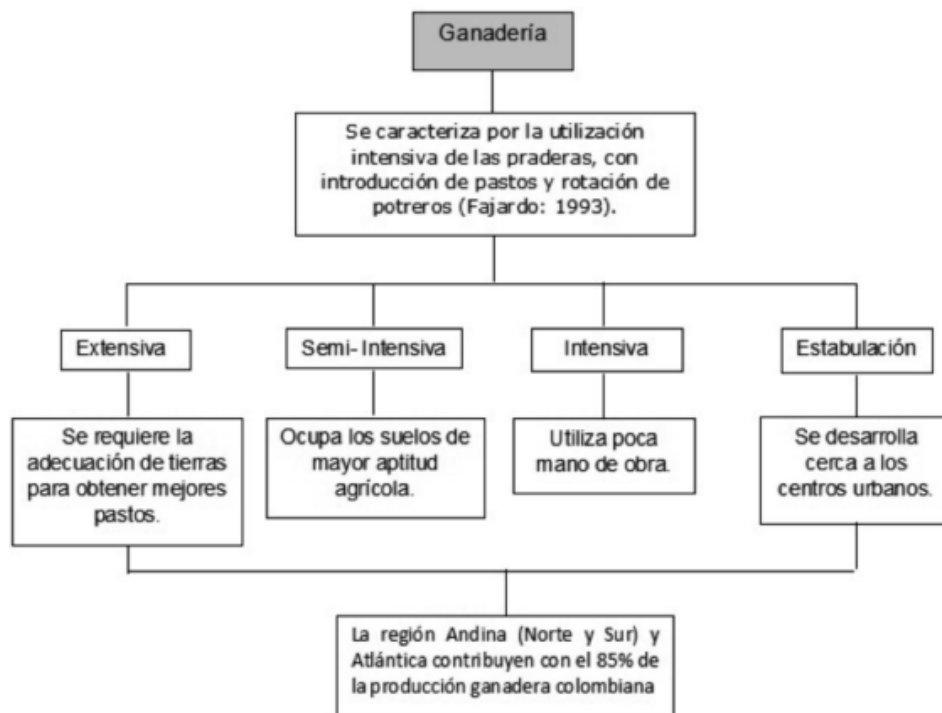 Ganadería
Se caracteriza por la utilización
intensiva de las praderas, con
introducción de pastos y rotación de
potreros (Fajardo: 1993).
Extensiva
Semi- Intensiva
Intensiva
Estabulación
Se requiere la
adecuación de tierras
para obtener mejores
pastos.
Ocupa los suelos de
mayor aptitud
agrícola.
Utiliza poca
mano de obra.
Se desarrolla
cerca a los
centros urbanos.
La región Andina (Norte y Sur) y
Atlántica contribuyen con el 85% de
la producción ganadera colombiana